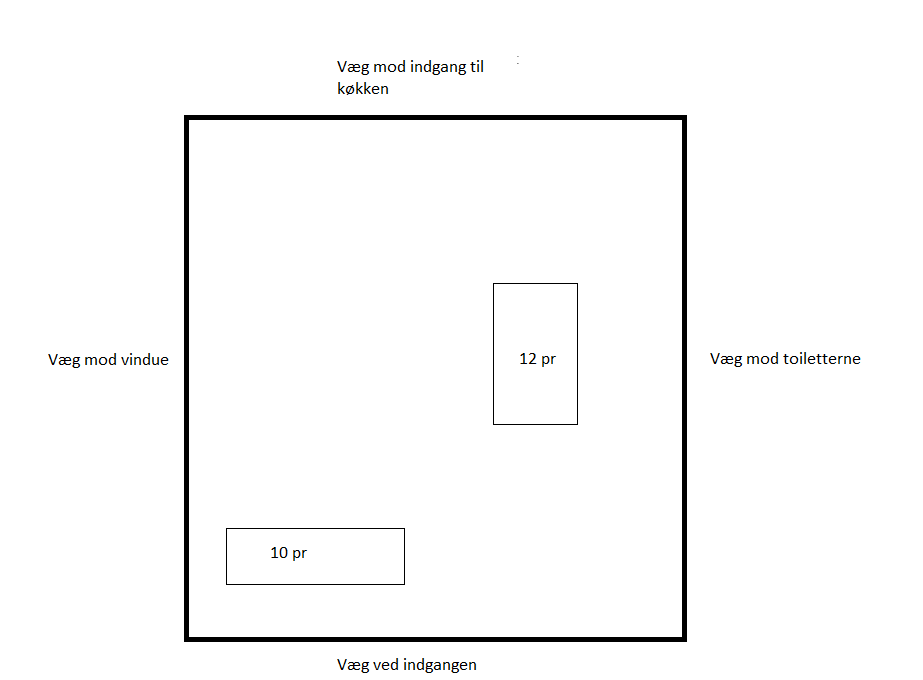 Væg mod indgang til
køkken
12 pr
Væg mod vindue
Væg mod toiletterne
10 pr
Væg ved indgangen